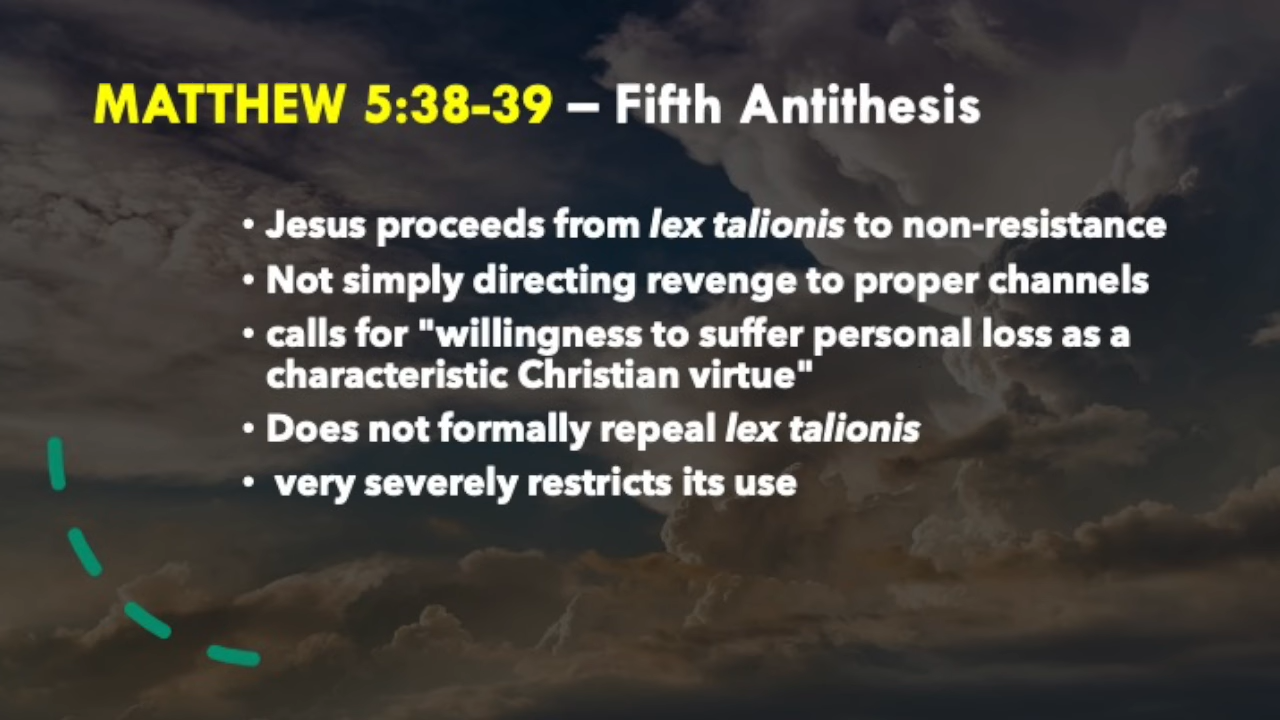 MATTHEW 5:38-39 – Fifth Antithesis
• Jesus proceeds from lex talionis to non-resistance
• Not simply directing revenge to proper channels
• calls for "willingness to suffer personal loss as a
characteristic Christian virtue"
• Does not formally repeal lex talionis
• very severely restricts its use